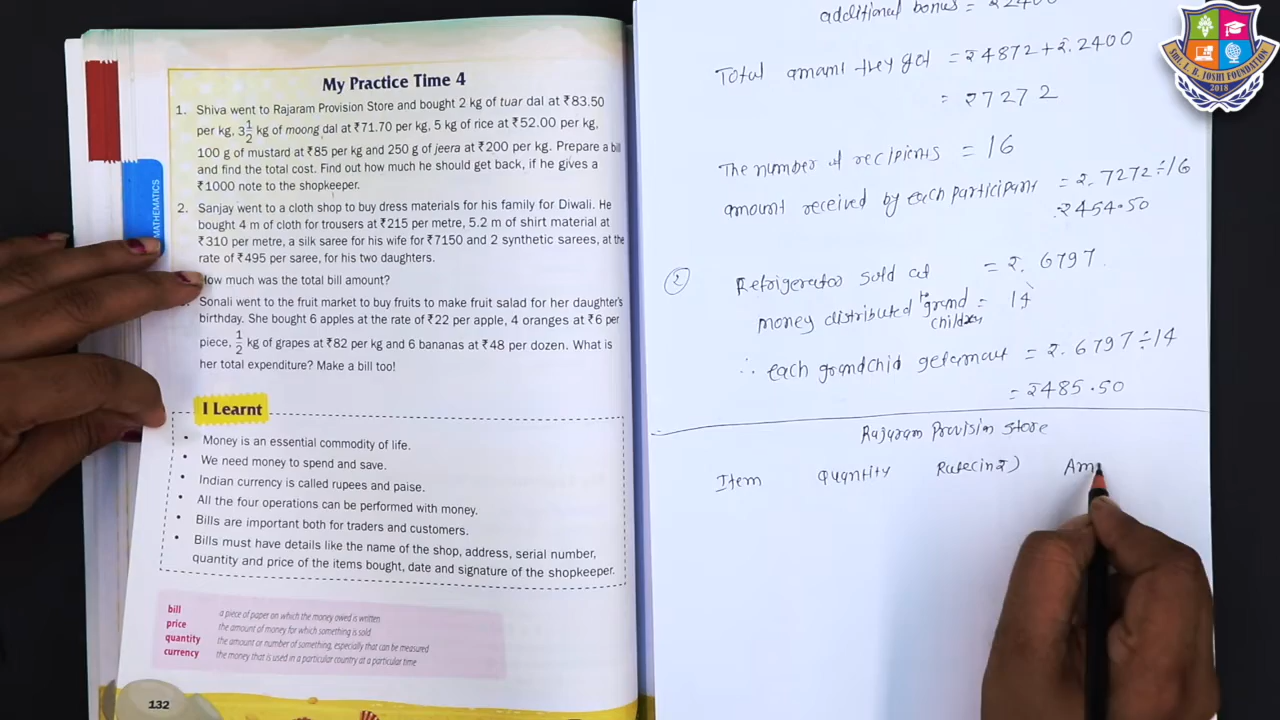 My Practice Time 4
1. Shiva went to Rajaram Provision Store and bought 2 kg of tuar dal at ₹83.50
per kg, 3 1/2 kg of moong dal at ₹71.70 per kg, 5 kg of rice at ₹52.00 per kg,
100 g of mustard at ₹85 per kg and 250 g of jeera at ₹200 per kg. Prepare a bill
and find the total cost. Find out how much he should get back, if he gives a
₹1000 note to the shopkeeper.
2. Sanjay went to a cloth shop to buy dress materials for his family for Diwali. He
bought 4 m of cloth for trousers at ₹215 per metre, 5.2 m of shirt material at
₹310 per metre, a silk saree for his wife for ₹7150 and 2 synthetic sarees, at the
rate of ₹495 per saree, for his two daughters.
How much was the total bill amount?
Sonali went to the fruit market to buy fruits to make fruit salad for her daughter's
birthday. She bought 6 apples at the rate of ₹22 per apple, 4 oranges at ₹6 per
piece, 1/2 kg of grapes at ₹82 per kg and 6 bananas at ₹48 per dozen. What is
her total expenditure? Make a bill too!
I Learnt
• Money is an essential commodity of life.
• We need money to spend and save.
• Indian currency is called rupees and paise.
• All the four operations can be performed with money.
• Bills are important both for traders and customers.
• Bills must have details like the name of the shop, address, serial number,
quantity and price of the items bought, date and signature of the shopkeeper.
bill a piece of paper on which the money owed is written
price the amount of money for which something is sold
quantity the amount or number of something, especially that can be measured
currency the money that is used in a particular country at a particular time
132
MATHEMATICS
additional bonus = ₹2400
Total amant they got = ₹4872 + ₹.2400
= ₹7272
The number of recipients = 16
amount received by each participant = ₹.7272 ÷ 16
₹454.50
2 Refrigerator sold at = ₹. 6797
money distributed to grand = 14
children
∴ each grandchid get amout = ₹.6797 ÷ 14
= ₹485.50
Rajaram Provision Store
Item Quantity Rate(in ₹) Am
SHL. L. B. JOSHI FOUNDATION
2018